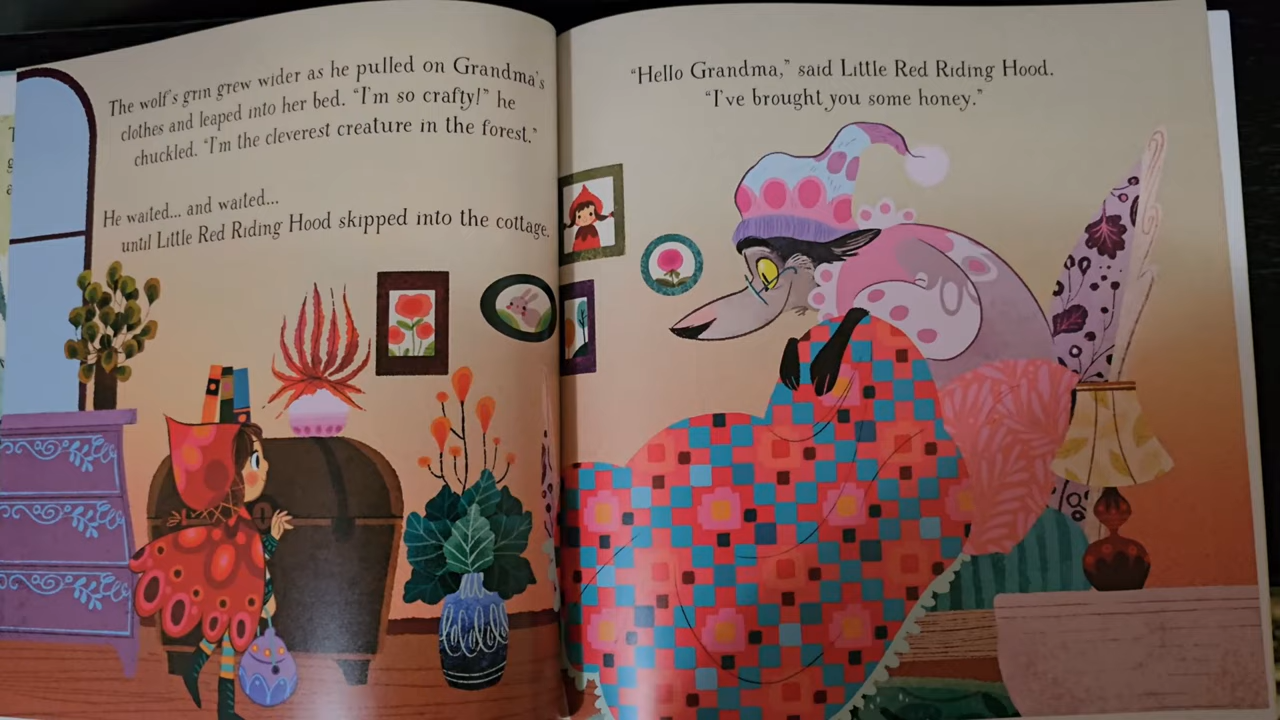 The wolf's grin grew wider as he pulled on Grandma's
clothes and leaped into her bed. "I'm so crafty!" he
chuckled. "I'm the cleverest creature in the forest."
He waited... and waited...
until Little Red Riding Hood skipped into the cottage.
"Hello Grandma," said Little Red Riding Hood.
"I've brought you some honey."